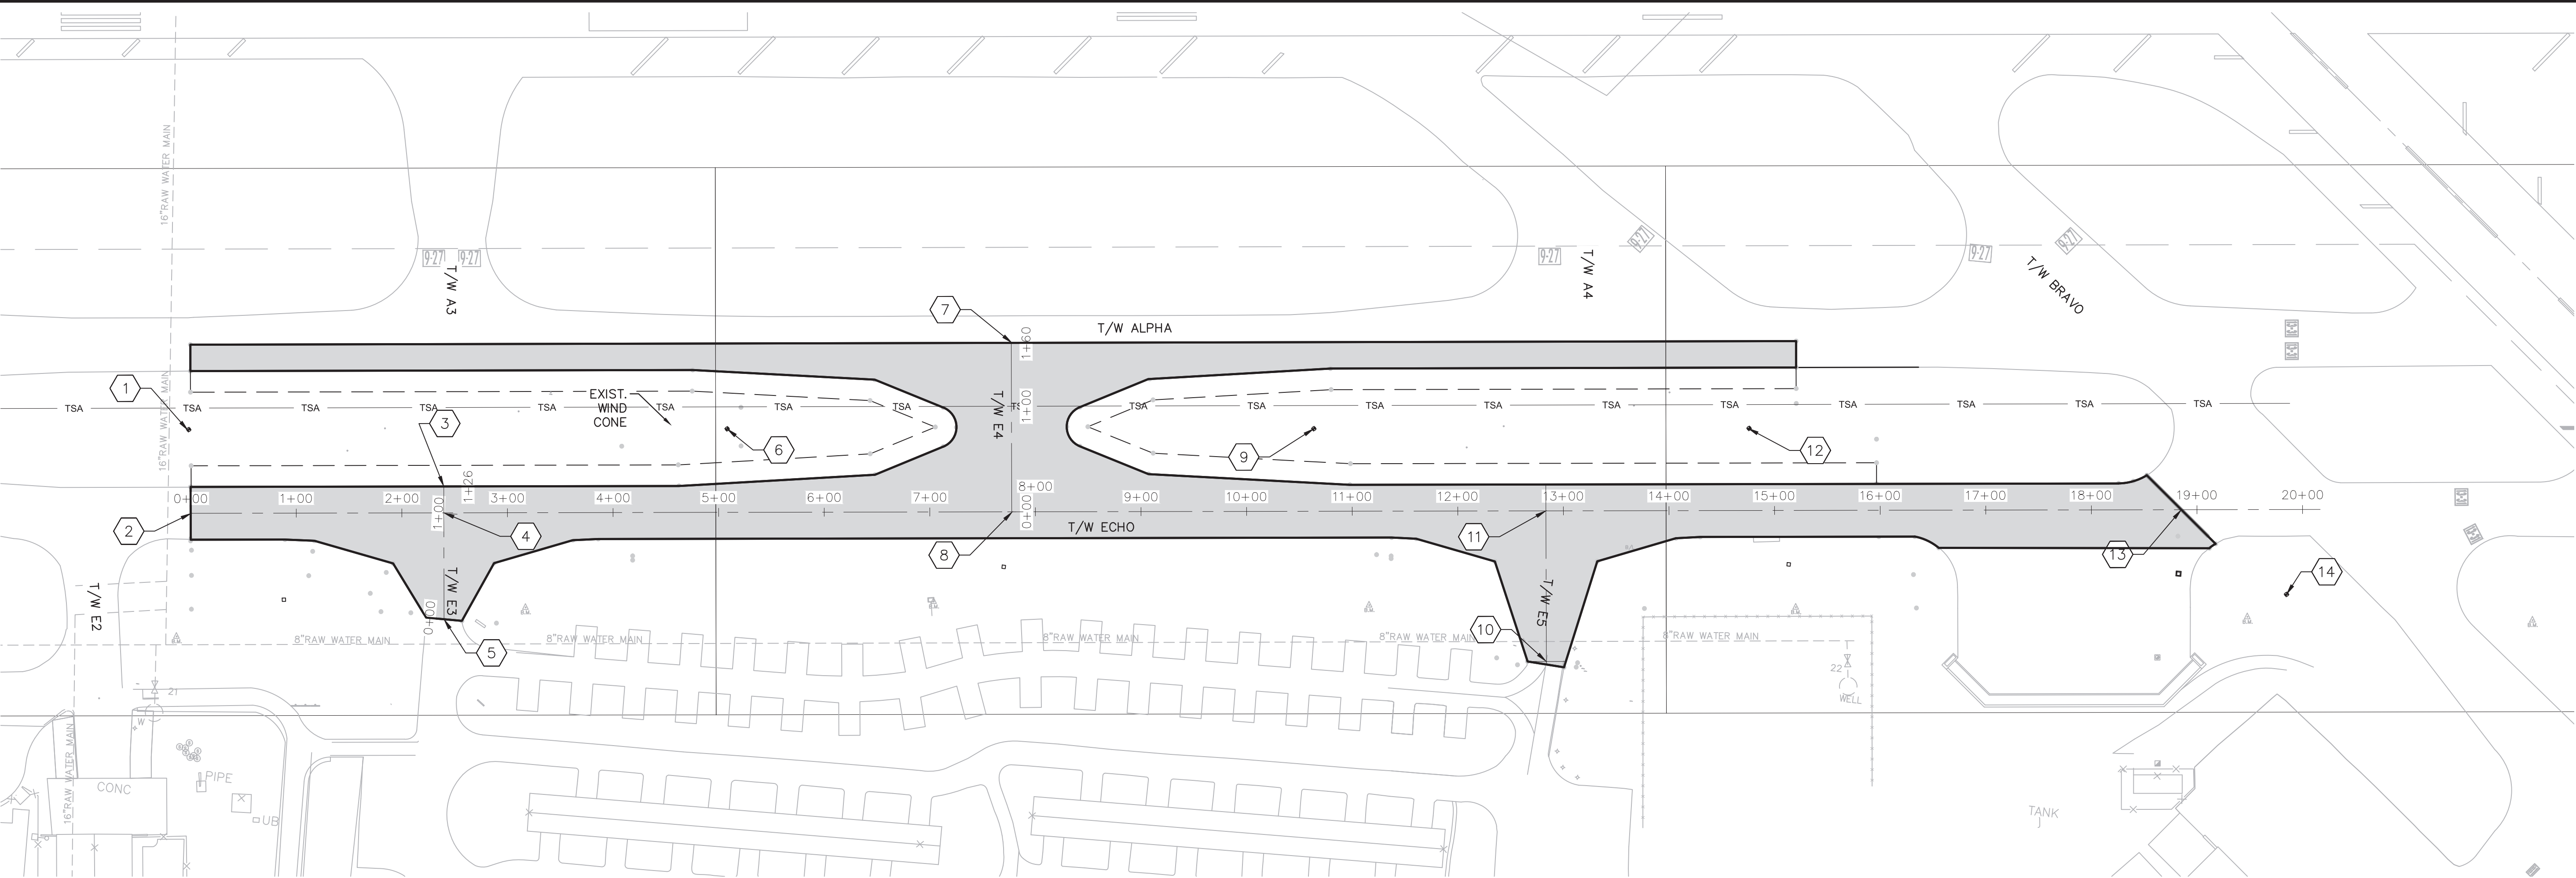 16"RAW WATER MAIN
9-27
9-27
9-27
9-27
9-27
9-27
T/W A3
T/W A4
T/W BRAVO
7
T/W ALPHA
1+60
16"RAW WATER MAIN
1
EXIST.
WIND
CONE
T/W E4
1+00
TSA TSA TSA TSA TSA TSA TSA TSA TSA TSA TSA TSA TSA TSA TSA TSA TSA TSA
3
6
9
12
1+26
0+00 1+00 2+00 3+00 4+00 5+00 6+00 7+00 8+00 9+00 10+00 11+00 12+00 13+00 14+00 15+00 16+00 17+00 18+00 19+00 20+00
1+00
0+00
2
T/W ECHO
4
8
11
13
14
T/W E2
T/W E3
0+00
T/W E5
10
5
8"RAW WATER MAIN
8"RAW WATER MAIN
8"RAW WATER MAIN
8"RAW WATER MAIN
8"RAW WATER MAIN
21
W
22
WELL
16"RAW WATER MAIN
PIPE
CONC
UB
TANK